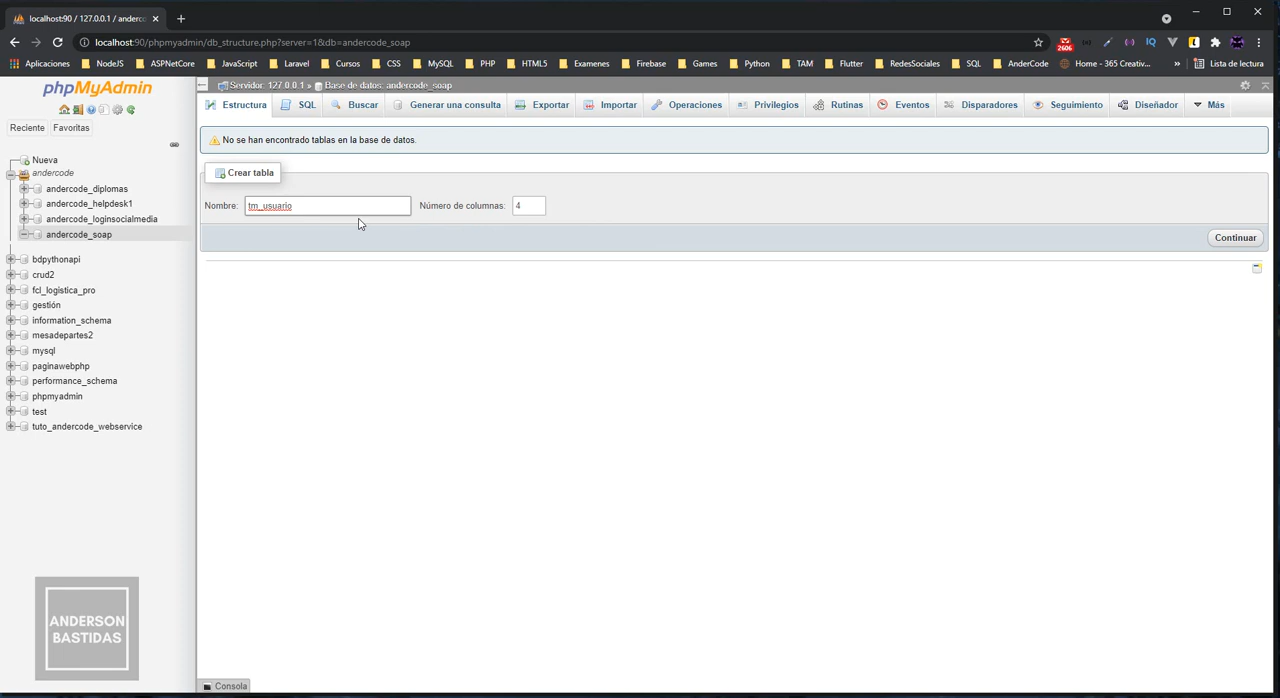 localhost:90 / 127.0.0.1 / anderco
localhost:90/phpmyadmin/db_structure.php?server=1&db=andercode_soap
2606
IQ
Aplicaciones NodeJS ASPNetCore JavaScript Laravel Cursos CSS MySQL PHP HTML5 Examenes Firebase Games Python TAM Flutter RedesSociales SQL AnderCode Home - 365 Creativ... » Lista de lectura
phpMyAdmin
Reciente Favoritas
Nueva
andercode
andercode_diplomas
andercode_helpdesk1
andercode_loginsocialmedia
andercode_soap
bdpythonapi
crud2
fcl_logistica_pro
gestión
information_schema
mesadepartes2
mysql
paginawebphp
performance_schema
phpmyadmin
test
tuto_andercode_webservice
ANDERSON
BASTIDAS
Servidor: 127.0.0.1 » Base de datos: andercode_soap
Estructura SQL Buscar Generar una consulta Exportar Importar Operaciones Privilegios Rutinas Eventos Disparadores Seguimiento Diseñador Más
No se han encontrado tablas en la base de datos.
Crear tabla
Nombre: tm_usuario Número de columnas: 4
Continuar
Consola